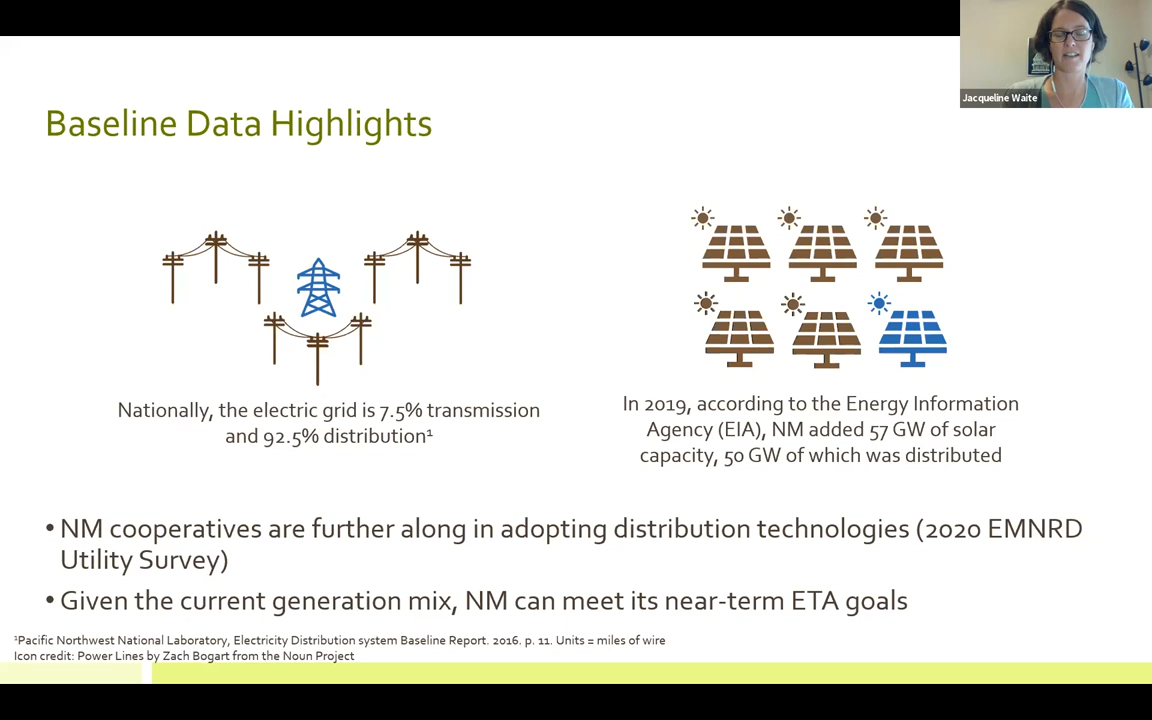 Jacqueline Waite
Baseline Data Highlights
Nationally, the electric grid is 7.5% transmission
and 92.5% distribution¹
In 2019, according to the Energy Information
Agency (EIA), NM added 57 GW of solar
capacity, 50 GW of which was distributed
• NM cooperatives are further along in adopting distribution technologies (2020 EMNRD
Utility Survey)
• Given the current generation mix, NM can meet its near-term ETA goals
¹Pacific Northwest National Laboratory, Electricity Distribution system Baseline Report. 2016. p. 11. Units = miles of wire
Icon credit: Power Lines by Zach Bogart from the Noun Project